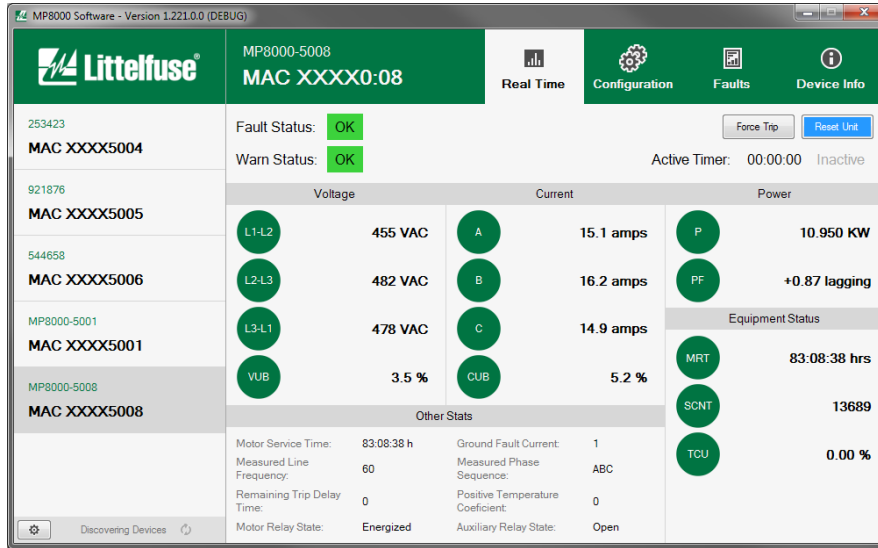 MP8000 Software - Version 1.221.0.0 (DEBUG)
Littelfuse®
MP8000-5008
MAC XXXX0:08
Real Time
Configuration
Faults
Device Info
253423
MAC XXXX5004
921876
MAC XXXX5005
544658
MAC XXXX5006
MP8000-5001
MAC XXXX5001
MP8000-5008
MAC XXXX5008
Discovering Devices
Fault Status: OK
Force Trip Reset Unit
Warn Status: OK
Active Timer: 00:00:00 Inactive
Voltage
L1-L2 455 VAC
L2-L3 482 VAC
L3-L1 478 VAC
VUB 3.5 %
Current
A 15.1 amps
B 16.2 amps
C 14.9 amps
CUB 5.2 %
Power
P 10.950 KW
PF +0.87 lagging
Equipment Status
MRT 83:08:38 hrs
SCNT 13689
TCU 0.00 %
Other Stats
Motor Service Time: 83:08:38 h
Measured Line
Frequency: 60
Remaining Trip Delay
Time: 0
Motor Relay State: Energized
Ground Fault Current: 1
Measured Phase
Sequence: ABC
Positive Temperature
Coeficient: 0
Auxiliary Relay State: Open